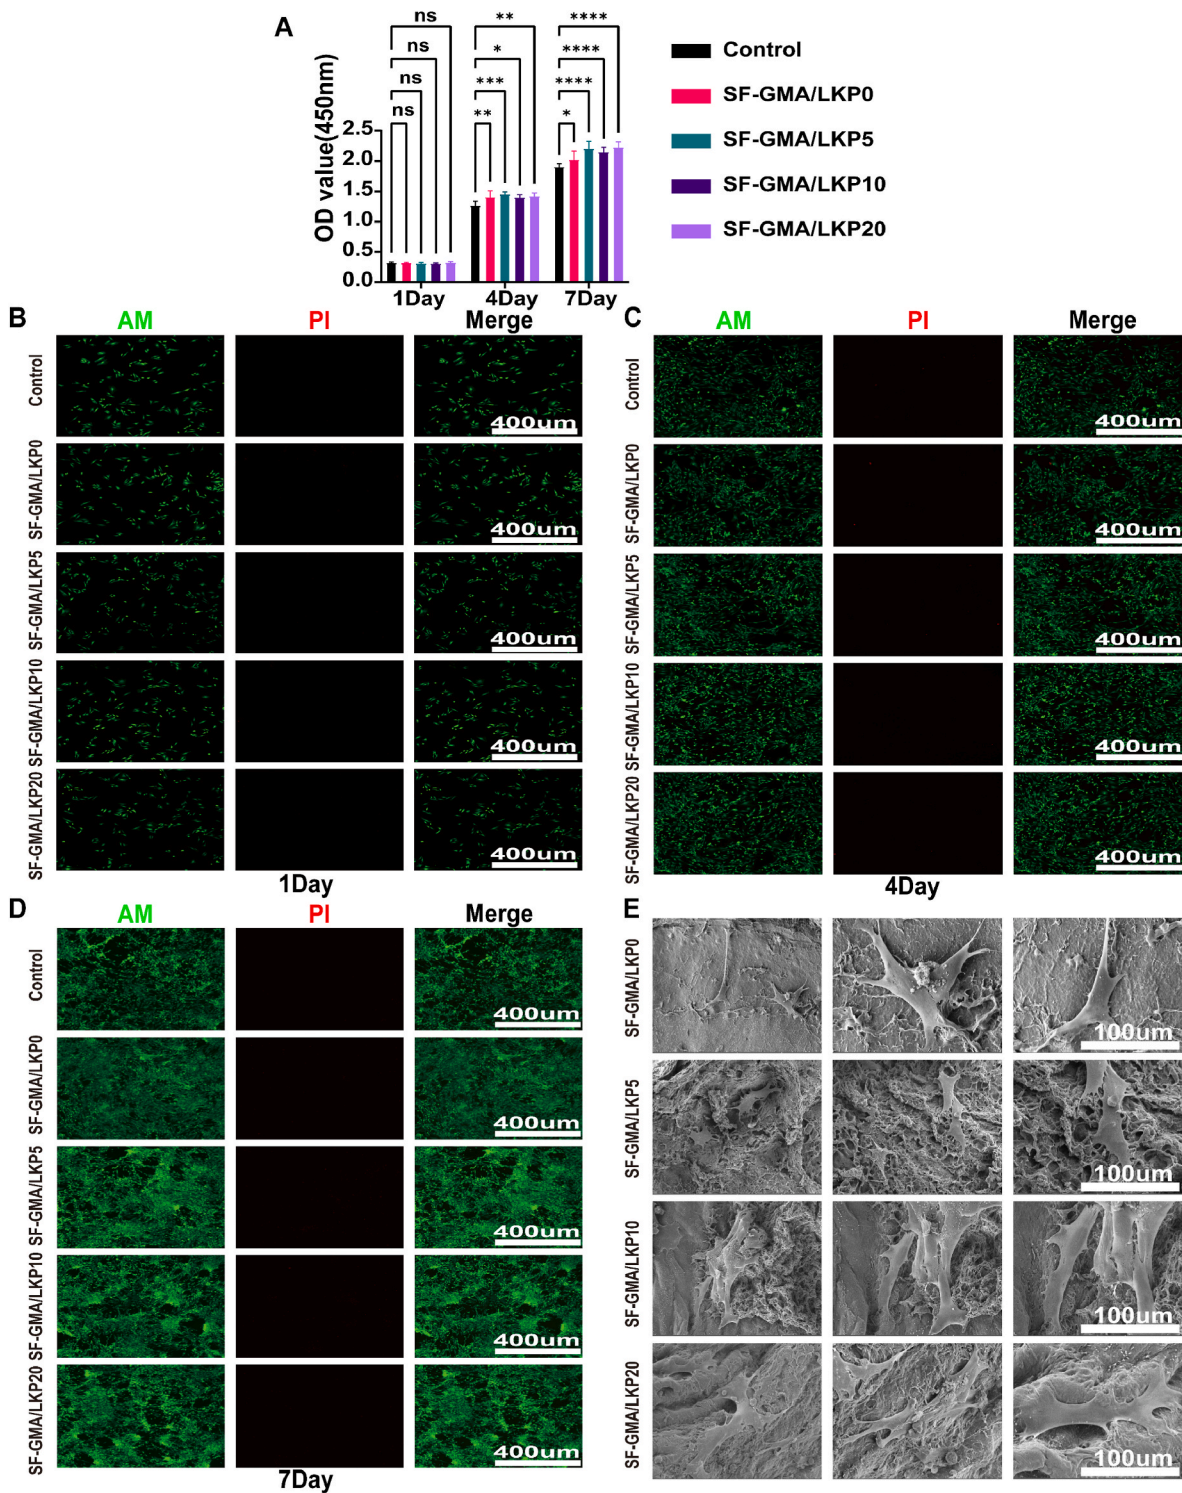 A
ns
ns
ns
ns
**
*
***
**
****
****
****
*
OD value(450nm)
2.5
2.0
1.5
1.0
0.5
0.0
1Day
4Day
7Day
Control
SF-GMA/LKP0
SF-GMA/LKP5
SF-GMA/LKP10
SF-GMA/LKP20
B
AM
PI
Merge
Control
400um
SF-GMA/LKP0
400um
SF-GMA/LKP5
400um
SF-GMA/LKP10
400um
SF-GMA/LKP20
400um
1Day
C
AM
PI
Merge
Control
400um
SF-GMA/LKP0
400um
SF-GMA/LKP5
400um
SF-GMA/LKP10
400um
SF-GMA/LKP20
400um
4Day
D
AM
PI
Merge
Control
400um
SF-GMA/LKP0
400um
SF-GMA/LKP5
400um
SF-GMA/LKP10
400um
SF-GMA/LKP20
400um
7Day
E
SF-GMA/LKP0
100um
SF-GMA/LKP5
100um
SF-GMA/LKP10
100um
SF-GMA/LKP20
100um